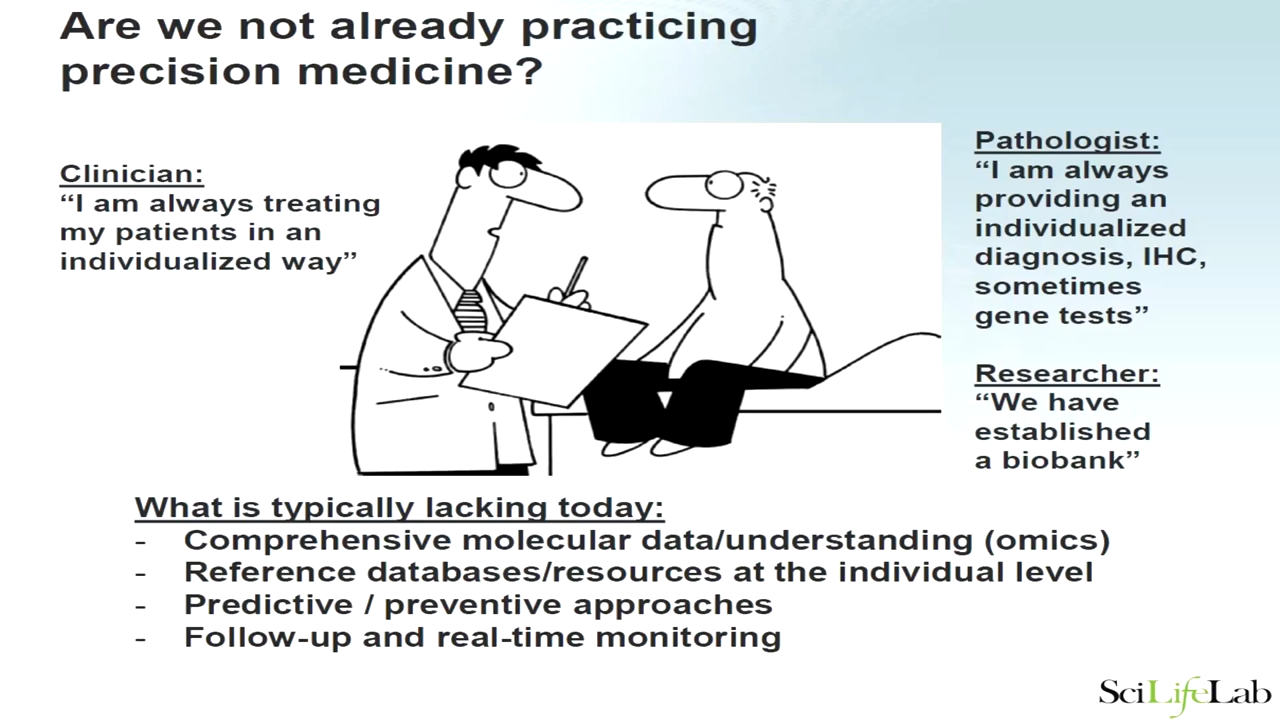 Are we not already practicing
precision medicine?
Clinician:
“I am always treating
my patients in an
individualized way”
Pathologist:
“I am always
providing an
individualized
diagnosis, IHC,
sometimes
gene tests”
Researcher:
“We have
established
a biobank”
What is typically lacking today:
- Comprehensive molecular data/understanding (omics)
- Reference databases/resources at the individual level
- Predictive / preventive approaches
- Follow-up and real-time monitoring
SciLifeLab